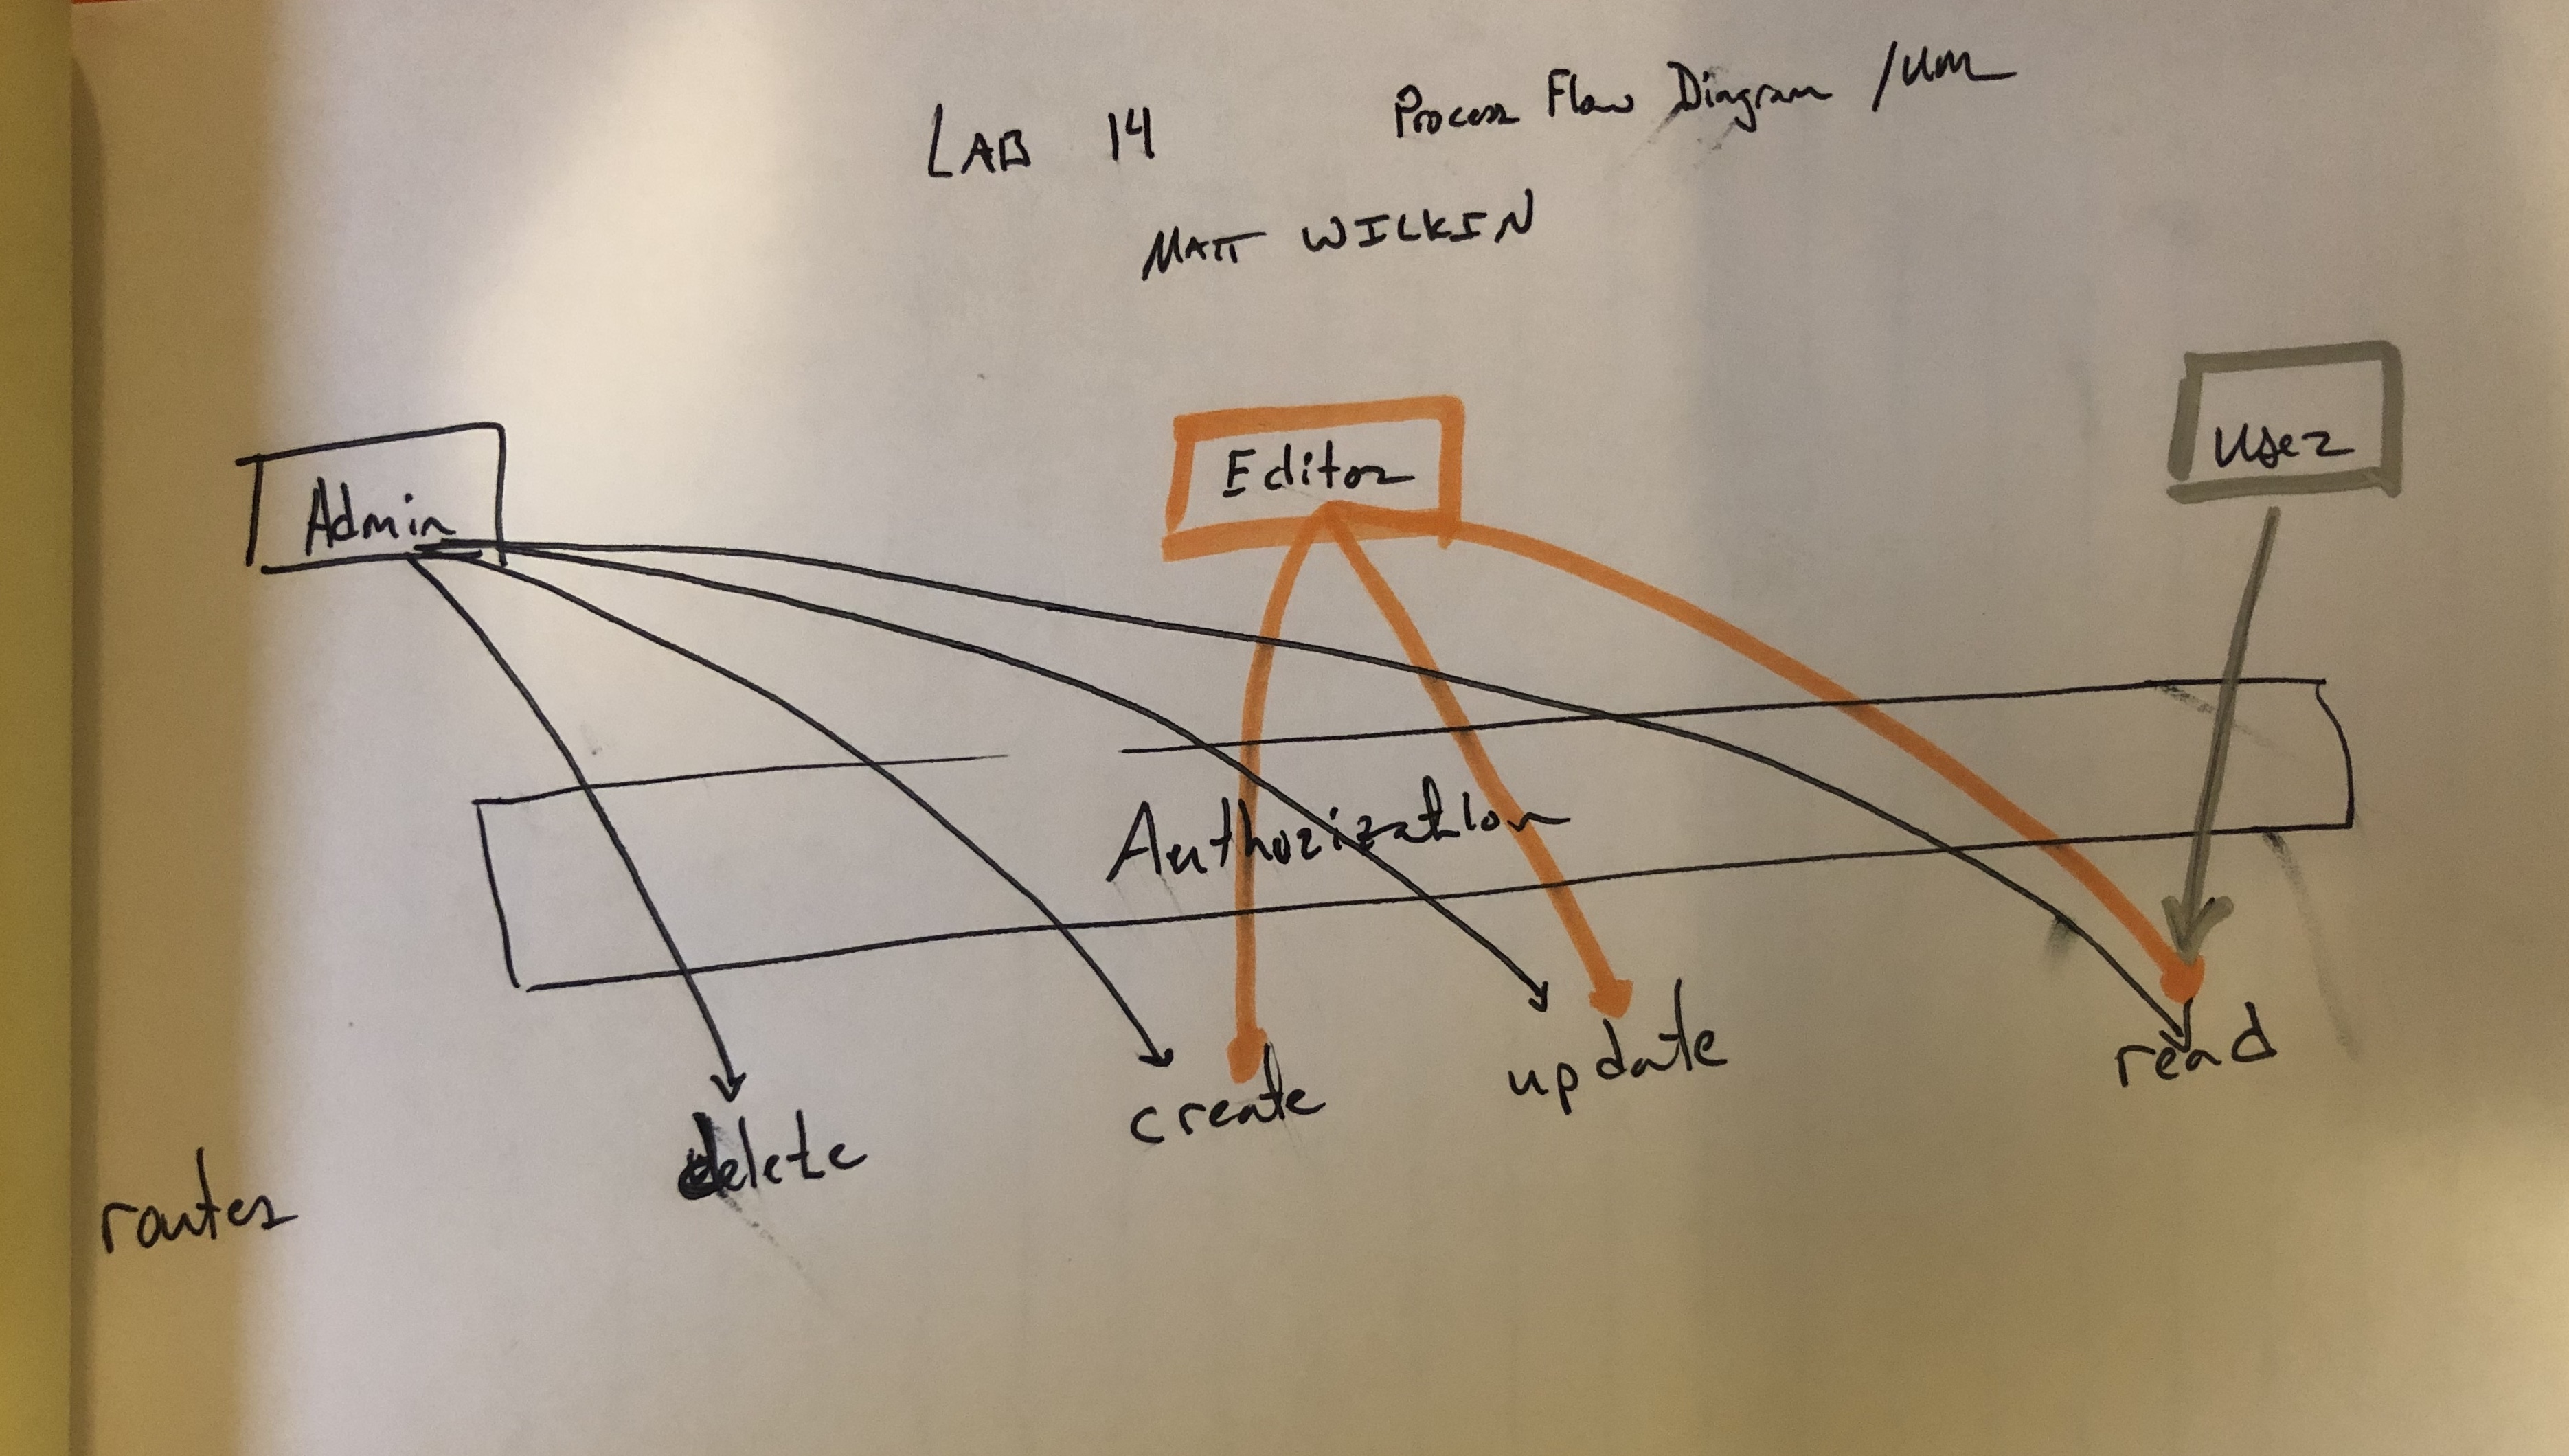 LAB 14
Process Flow Diagram /UML
MATT WILKIN
Admin
Editor
User
Authorization
routes
delete
create
update
read